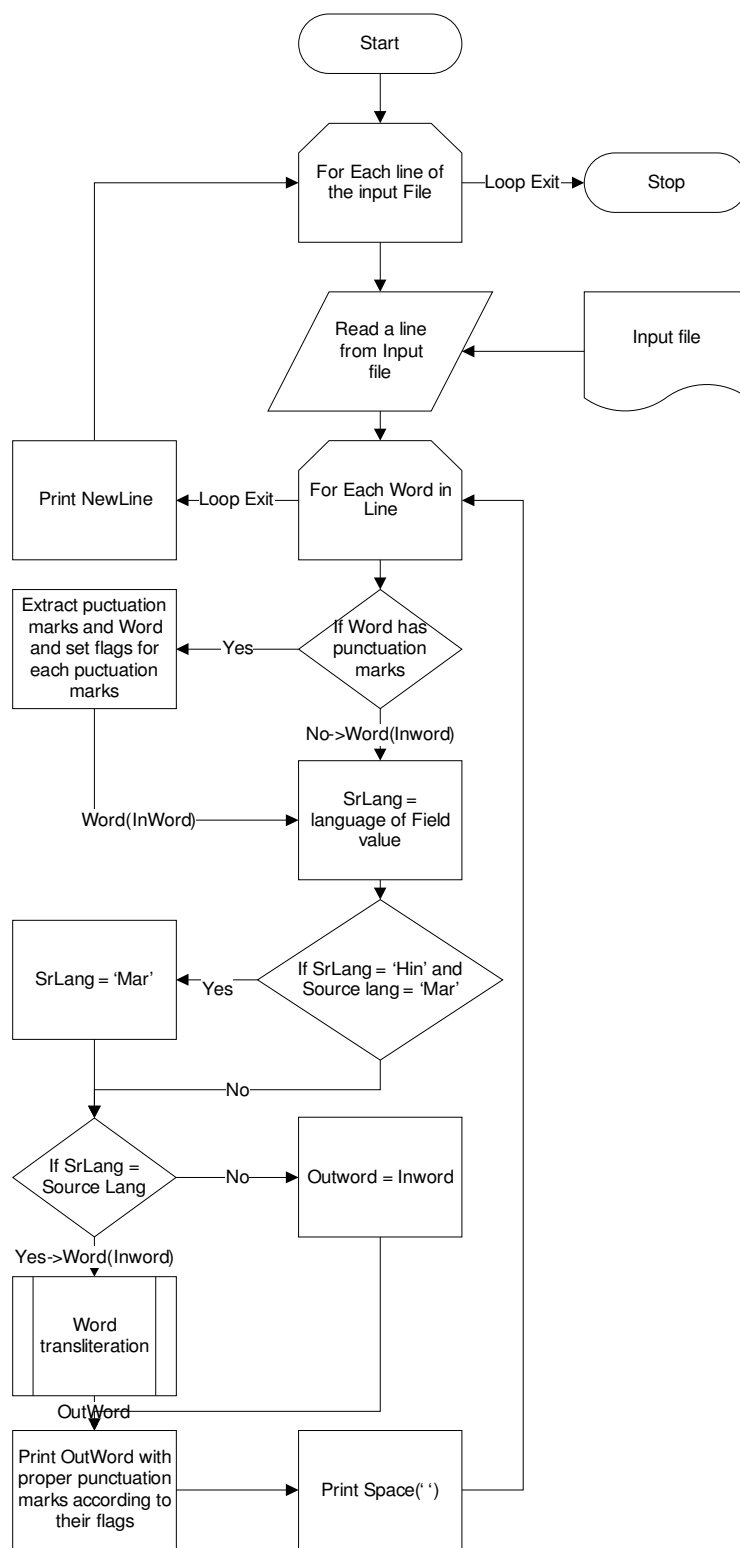 Start
For Each line of
the input File
Loop Exit
Stop
Read a line
from Input
file
Input file
Print NewLine
Loop Exit
For Each Word in
Line
Extract puctuation
marks and Word
and set flags for
each puctuation
marks
Yes
If Word has
punctuation
marks
No->Word(Inword)
Word(InWord)
SrLang =
language of Field
value
SrLang = ‘Mar’
Yes
If SrLang = ‘Hin’ and
Source lang = ‘Mar’
No
If SrLang =
Source Lang
No
Outword = Inword
Yes->Word(Inword)
Word
transliteration
OutWord
Print OutWord with
proper punctuation
marks according to
their flags
Print Space(‘ ‘)